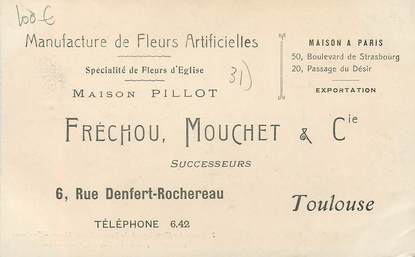 100 €
Manufacture de Fleurs Artificielles
Spécialité de Fleurs d'Eglise
31)
MAISON PILLOT
MAISON A PARIS
50, Boulevard de Strasbourg
20, Passage du Désir
EXPORTATION
FRÉCHOU, MOUCHET & Cie
SUCCESSEURS
6, Rue Denfert-Rochereau
Toulouse
TÉLÉPHONE 6.42